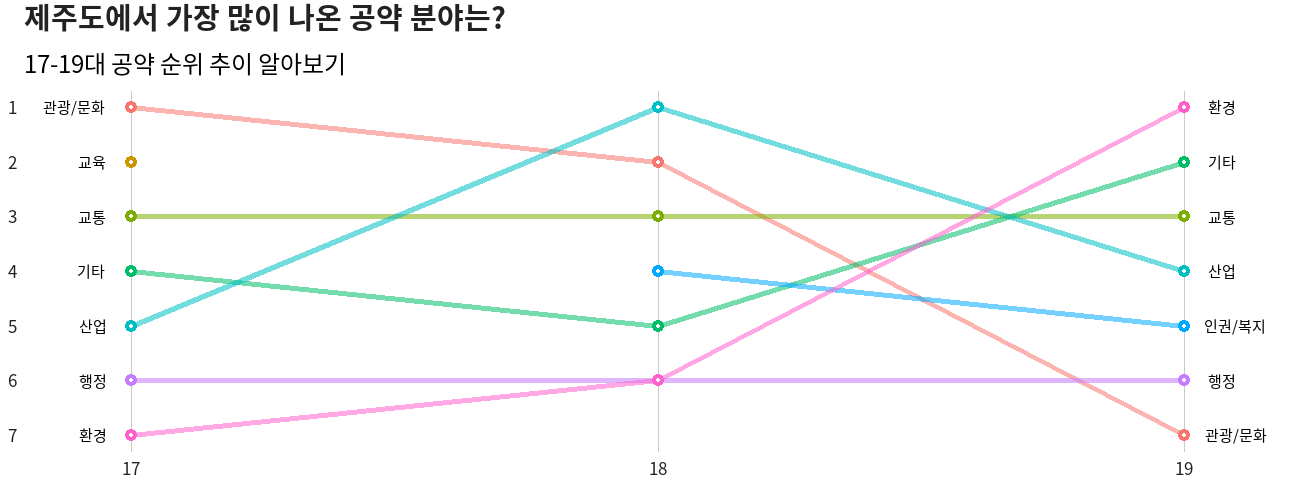 제주도에서 가장 많이 나온 공약 분야는?
17-19대 공약 순위 추이 알아보기
1 관광/문화 환경
2 교육 기타
3 교통 교통
4 기타 산업
5 산업 인권/복지
6 행정 행정
7 환경 관광/문화
17 18 19